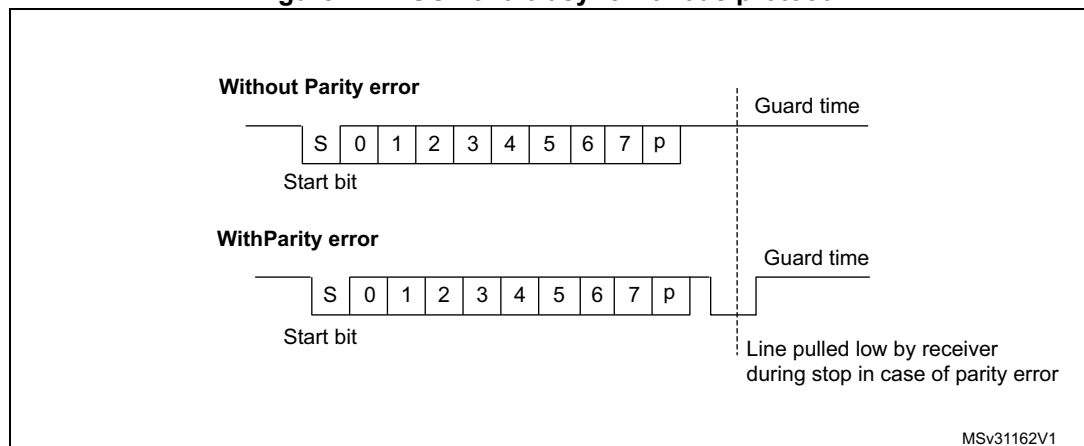 Without Parity error
Guard time
S 0 1 2 3 4 5 6 7 p
Start bit
WithParity error
Guard time
S 0 1 2 3 4 5 6 7 p
Start bit
Line pulled low by receiver
during stop in case of parity error
MSv31162V1